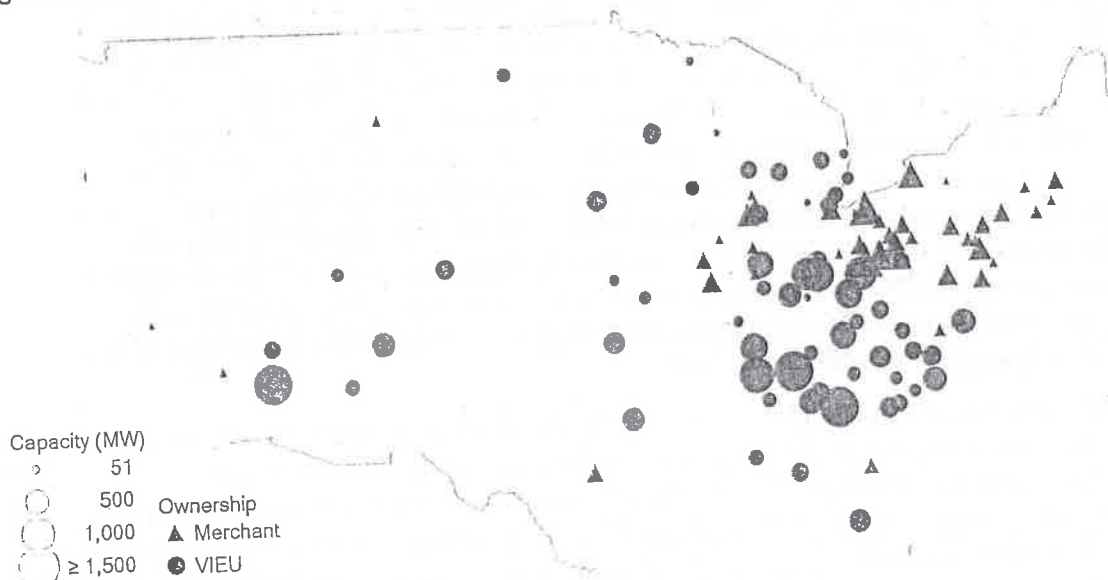 Capacity (MW)
51
500
1,000
≥ 1,500
Ownership
Merchant
VIEU